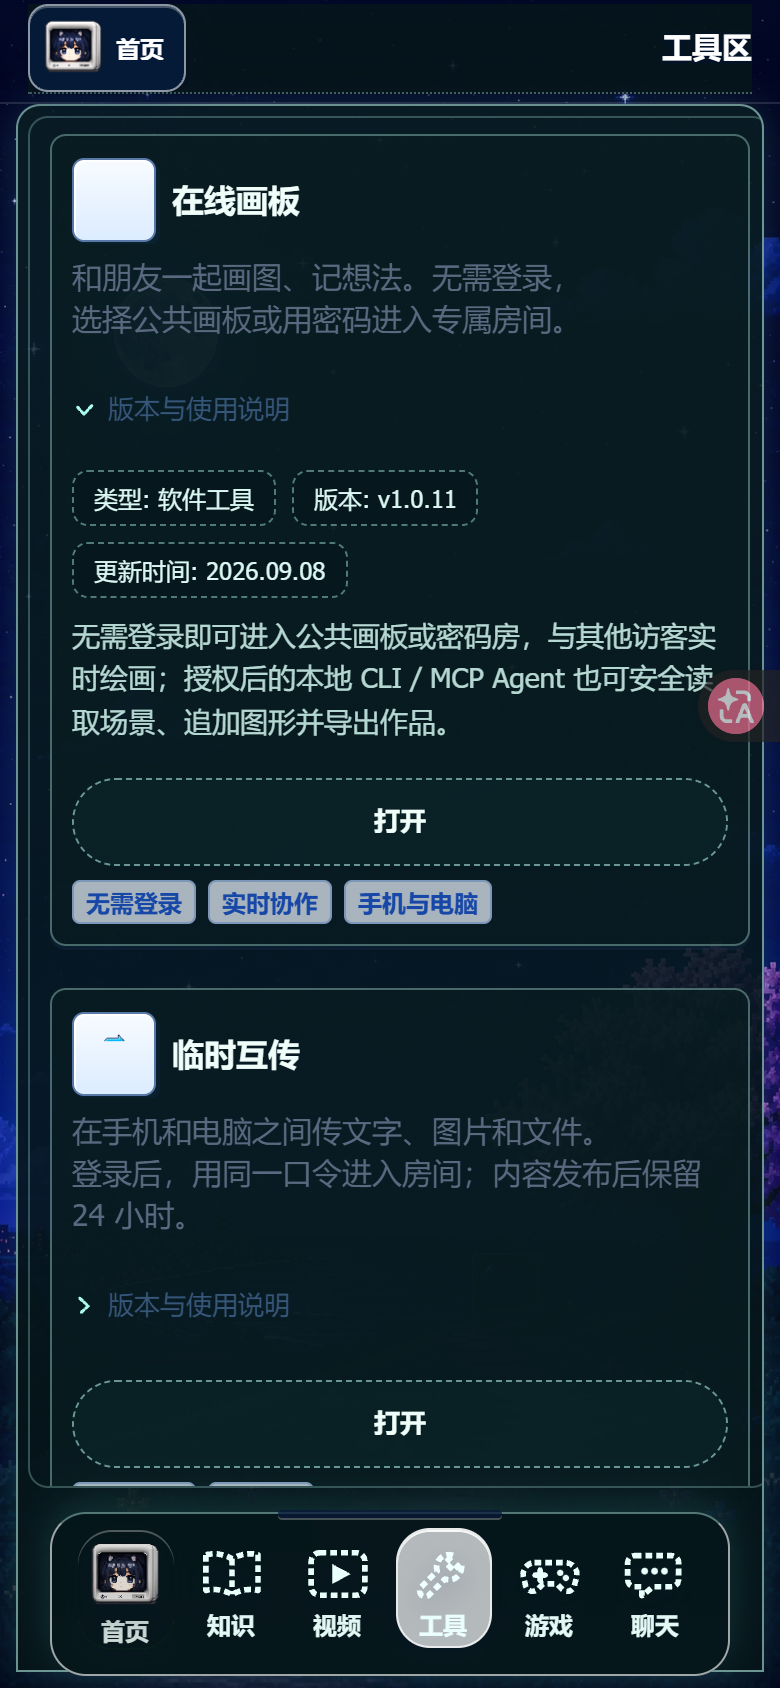 首页
工具区
在线画板
和朋友一起画图、记想法。无需登录，
选择公共画板或用密码进入专属房间。
版本与使用说明
类型: 软件工具
版本: v1.0.11
更新时间: 2026.09.08
无需登录即可进入公共画板或密码房，与其他访客实
时绘画；授权后的本地 CLI / MCP Agent 也可安全读
取场景、追加图形并导出作品。
A
打开
无需登录
实时协作
手机与电脑
临时互传
在手机和电脑之间传文字、图片和文件。
登录后，用同一口令进入房间；内容发布后保留
24 小时。
版本与使用说明
打开
首页
知识
视频
工具
游戏
聊天